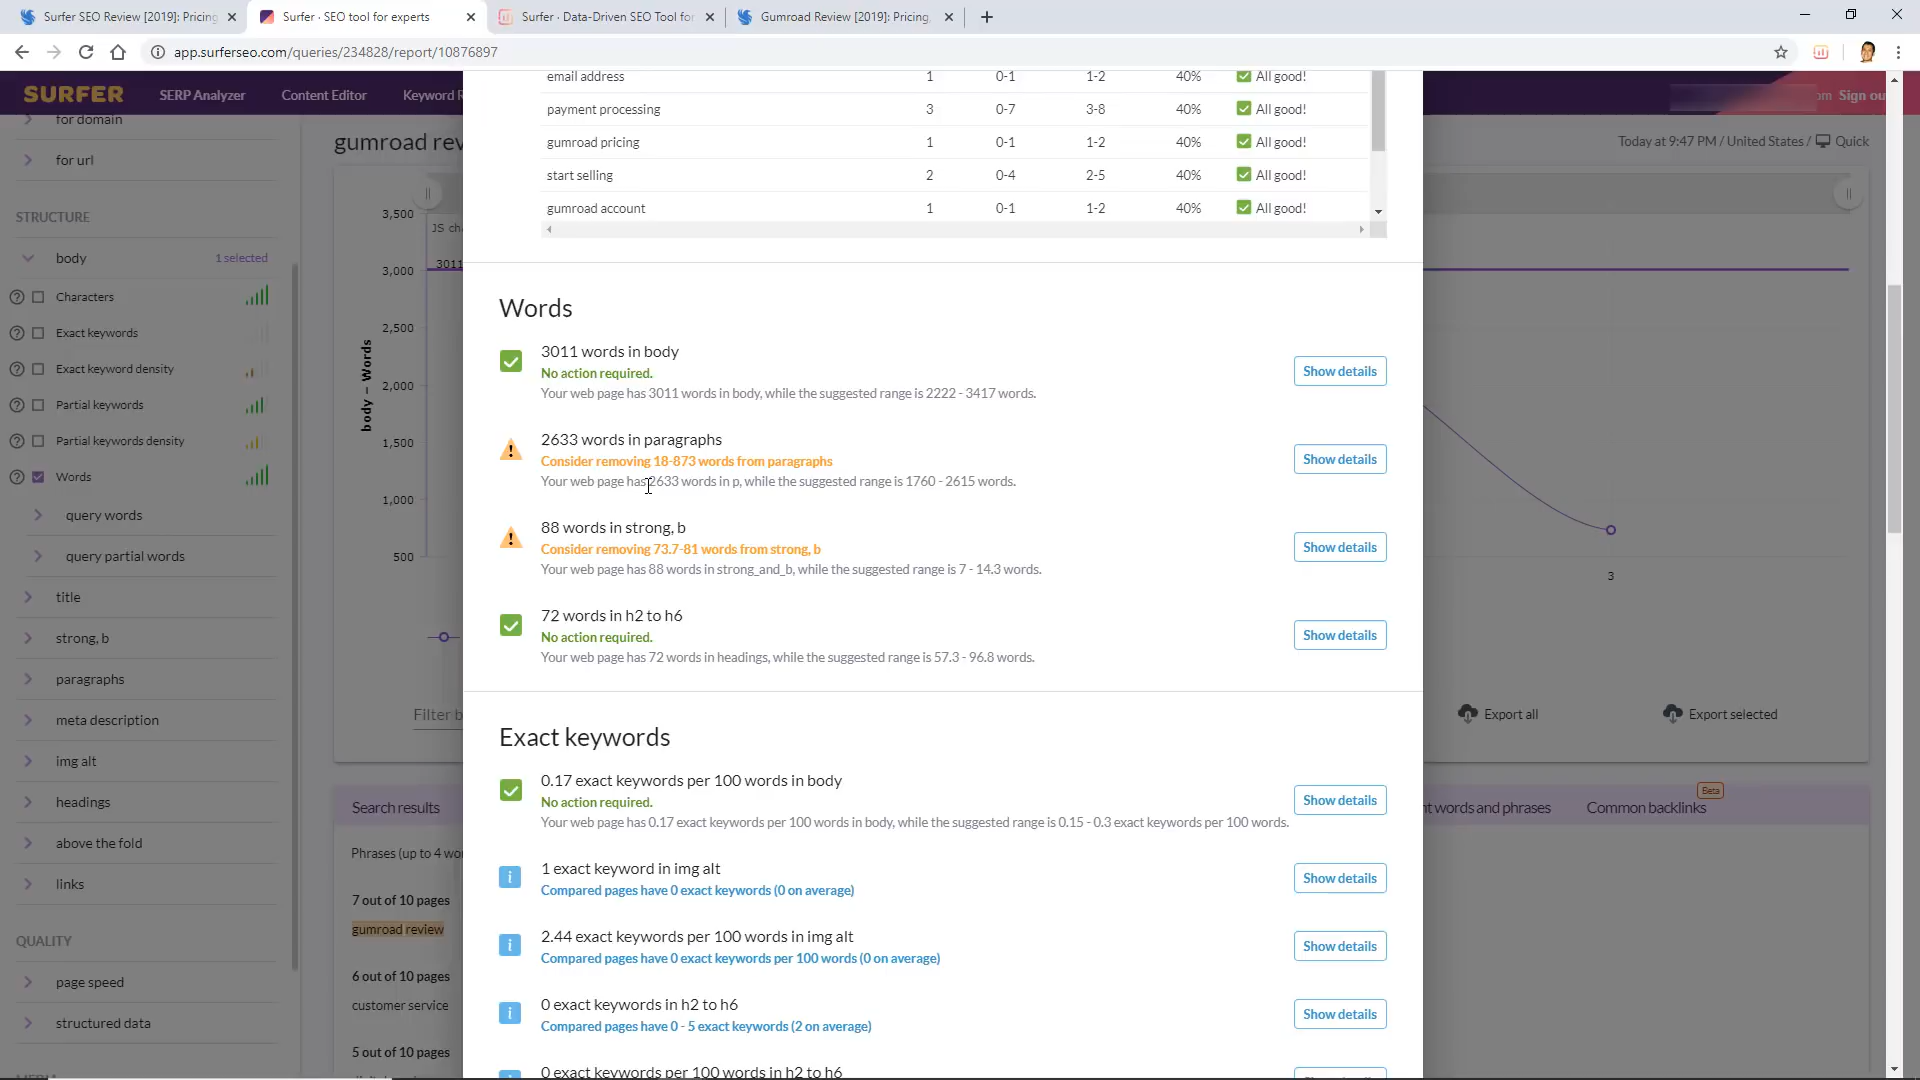 Surfer SEO Review [2019]: Pricing
Surfer · SEO tool for experts
Surfer · Data-Driven SEO Tool for
Gumroad Review [2019]: Pricing,
app.surferseo.com/queries/234828/report/10876897
SURFER
SERP Analyzer
Content Editor
Keyword R
om
Sign ou
for domain
for url
STRUCTURE
body
1 selected
Characters
Exact keywords
Exact keyword density
Partial keywords
Partial keywords density
Words
query words
query partial words
title
strong, b
paragraphs
meta description
img alt
headings
above the fold
links
QUALITY
page speed
structured data
gumroad rev
Today at 9:47 PM / United States / Quick
JS cha
3011
3,500
3,000
2,500
2,000
1,500
1,000
500
body – Words
3
Filter b
Export all
Export selected
Search results
nt words and phrases
Common backlinks
Beta
Phrases (up to 4 wor
7 out of 10 pages
gumroad review
6 out of 10 pages
customer service
5 out of 10 pages
email address 1 0-1 1-2 40% All good!
payment processing 3 0-7 3-8 40% All good!
gumroad pricing 1 0-1 1-2 40% All good!
start selling 2 0-4 2-5 40% All good!
gumroad account 1 0-1 1-2 40% All good!
Words
3011 words in body
No action required.
Your web page has 3011 words in body, while the suggested range is 2222 - 3417 words.
Show details
2633 words in paragraphs
Consider removing 18-873 words from paragraphs
Your web page has 2633 words in p, while the suggested range is 1760 - 2615 words.
Show details
88 words in strong, b
Consider removing 73.7-81 words from strong, b
Your web page has 88 words in strong_and_b, while the suggested range is 7 - 14.3 words.
Show details
72 words in h2 to h6
No action required.
Your web page has 72 words in headings, while the suggested range is 57.3 - 96.8 words.
Show details
Exact keywords
0.17 exact keywords per 100 words in body
No action required.
Your web page has 0.17 exact keywords per 100 words in body, while the suggested range is 0.15 - 0.3 exact keywords per 100 words.
Show details
1 exact keyword in img alt
Compared pages have 0 exact keywords (0 on average)
Show details
2.44 exact keywords per 100 words in img alt
Compared pages have 0 exact keywords per 100 words (0 on average)
Show details
0 exact keywords in h2 to h6
Compared pages have 0 - 5 exact keywords (2 on average)
Show details
0 exact keywords per 100 words in h2 to h6